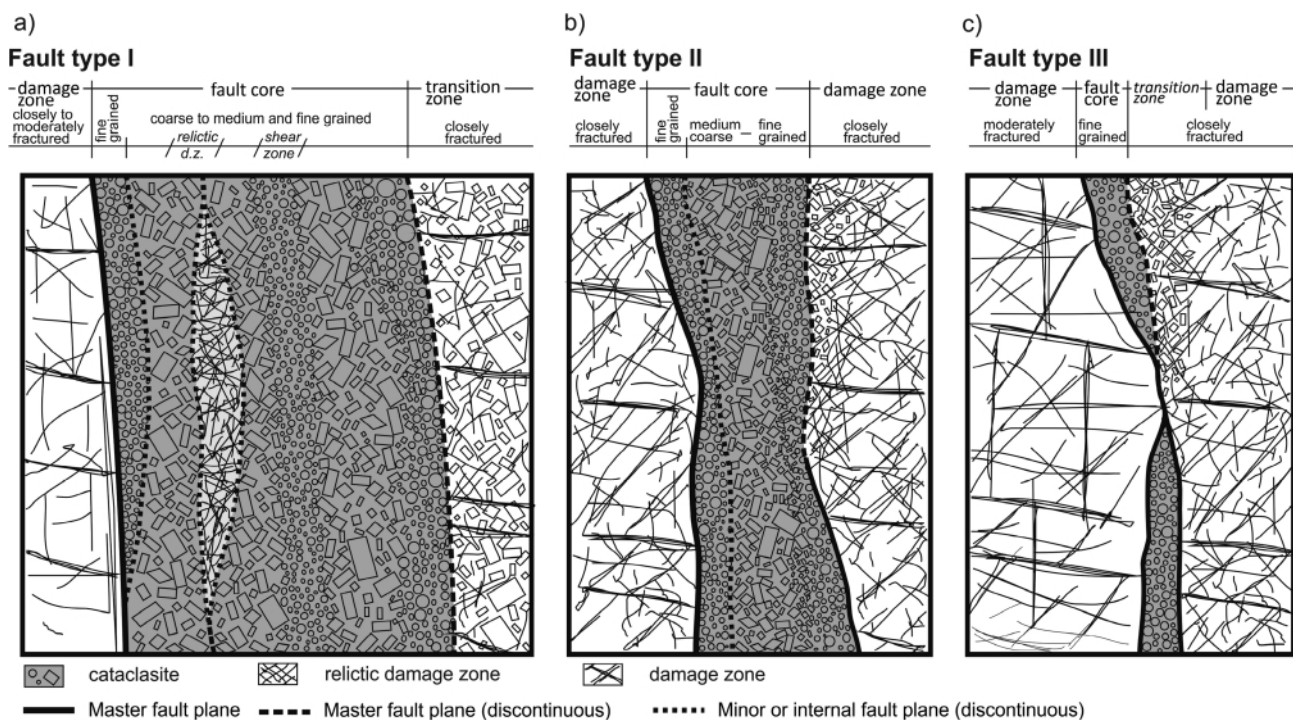 a)
Fault type I
damage zone
fault core
transition zone
closely to moderately fractured
fine grained
coarse to medium and fine grained
relictic d.z.
shear zone
closely fractured
b)
Fault type II
damage zone
fault core
damage zone
closely fractured
fine grained
medium coarse – fine grained
closely fractured
c)
Fault type III
damage zone
fault core
transition zone
damage zone
moderately fractured
fine grained
closely fractured
cataclasite
relictic damage zone
damage zone
Master fault plane
Master fault plane (discontinuous)
Minor or internal fault plane (discontinuous)